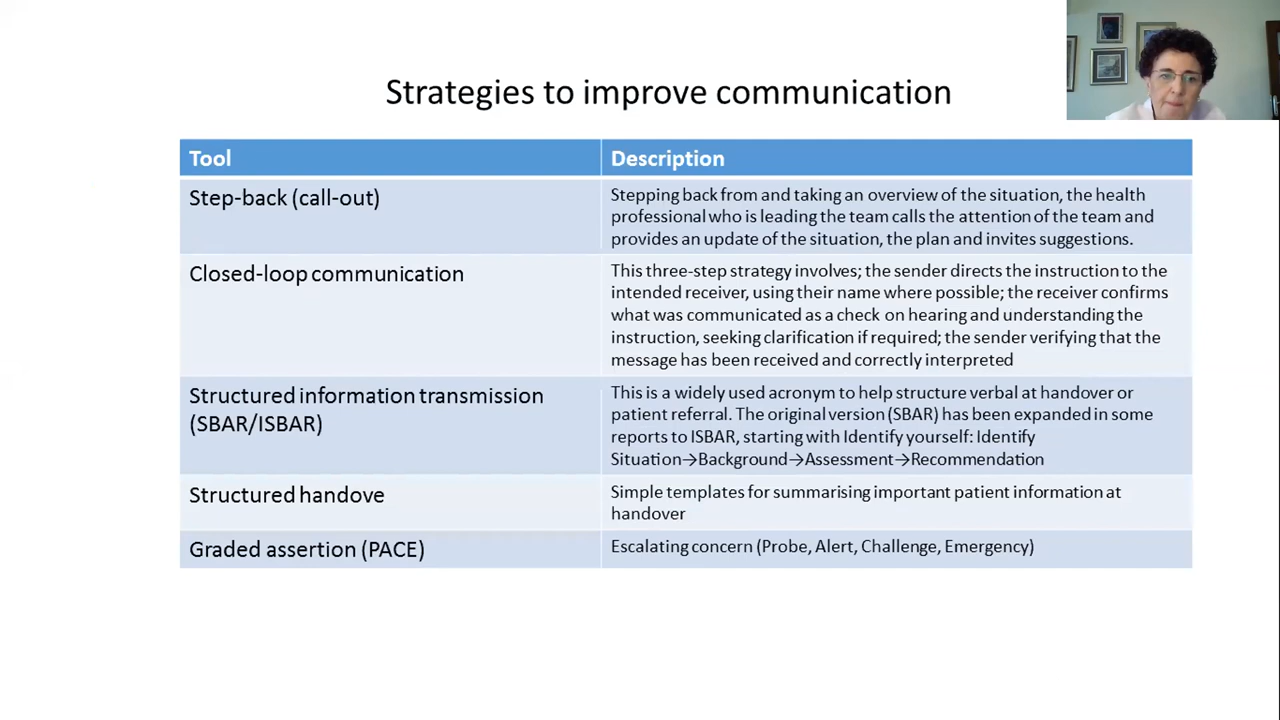 Strategies to improve communication
Tool
Description
Step-back (call-out)
Stepping back from and taking an overview of the situation, the health
professional who is leading the team calls the attention of the team and
provides an update of the situation, the plan and invites suggestions.
Closed-loop communication
This three-step strategy involves; the sender directs the instruction to the
intended receiver, using their name where possible; the receiver confirms
what was communicated as a check on hearing and understanding the
instruction, seeking clarification if required; the sender verifying that the
message has been received and correctly interpreted
Structured information transmission
(SBAR/ISBAR)
This is a widely used acronym to help structure verbal at handover or
patient referral. The original version (SBAR) has been expanded in some
reports to ISBAR, starting with Identify yourself: Identify
Situation→Background→Assessment→Recommendation
Structured handove
Simple templates for summarising important patient information at
handover
Graded assertion (PACE)
Escalating concern (Probe, Alert, Challenge, Emergency)